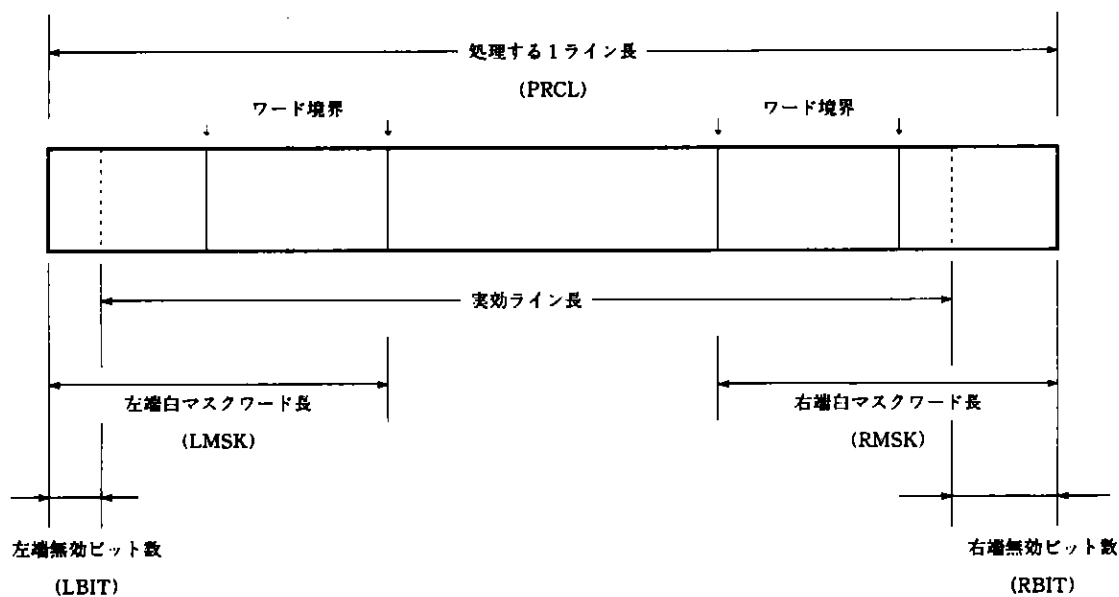 処理する1ライン長
(PRCL)
ワード境界
ワード境界
実効ライン長
左端白マスクワード長
(LMSK)
右端白マスクワード長
(RMSK)
左端無効ビット数
(LBIT)
右端無効ビット数
(RBIT)